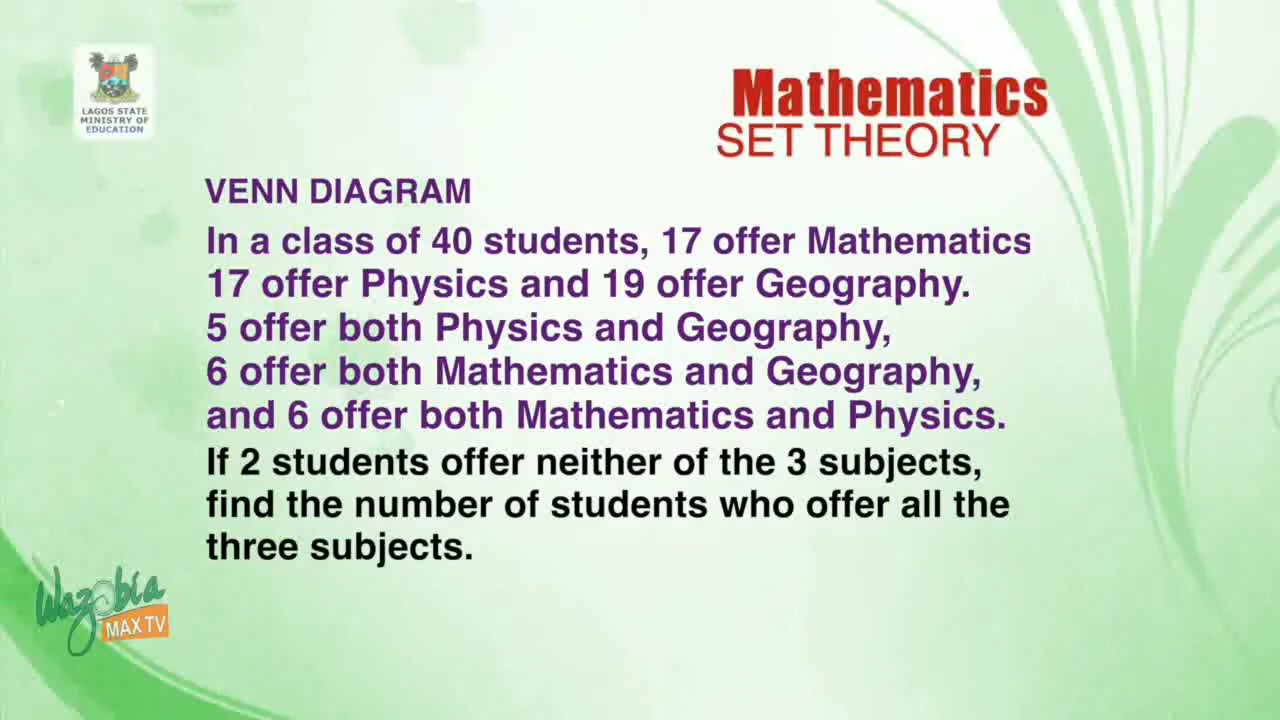 LAGOS STATE
MINISTRY OF
EDUCATION
Mathematics
SET THEORY
VENN DIAGRAM
In a class of 40 students, 17 offer Mathematics
17 offer Physics and 19 offer Geography.
5 offer both Physics and Geography,
6 offer both Mathematics and Geography,
and 6 offer both Mathematics and Physics.
If 2 students offer neither of the 3 subjects,
find the number of students who offer all the
three subjects.
Wazobia
MAX TV